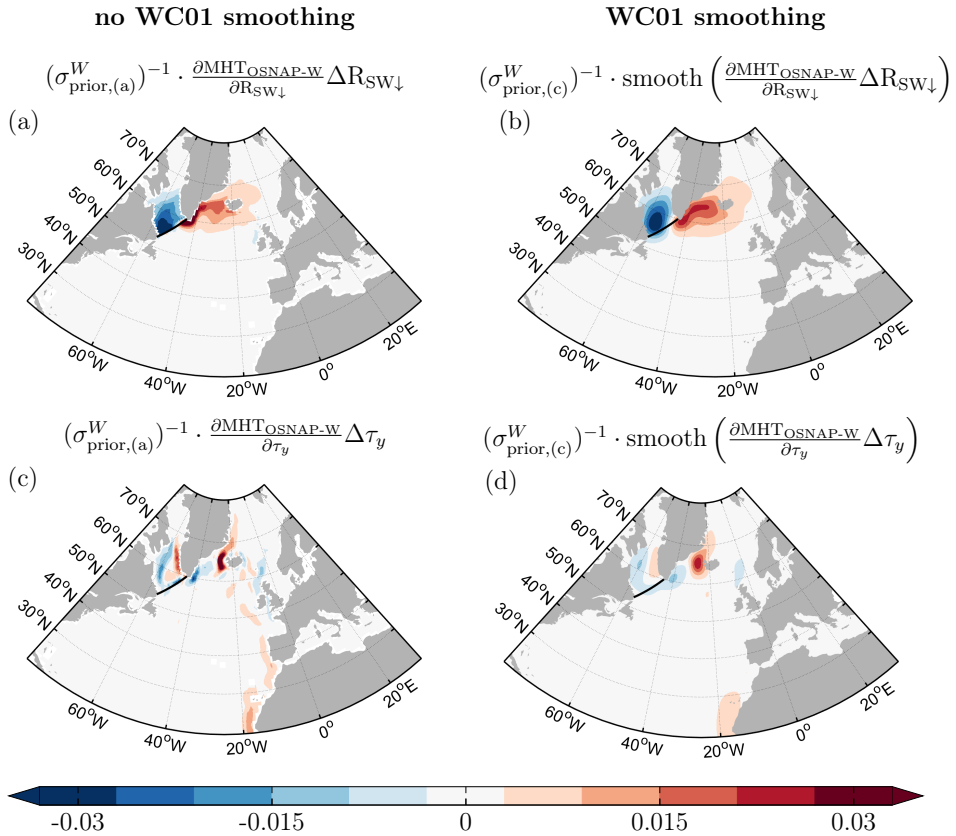 no WC01 smoothing WC01 smoothing
(σ^W_prior,(a))^−1 · ∂MHT_OSNAP-W/∂R_SW↓ ΔR_SW↓ (σ^W_prior,(c))^−1 · smooth (∂MHT_OSNAP-W/∂R_SW↓ ΔR_SW↓)
(a) (b)
70°N 70°N
60°N 60°N
50°N 50°N
40°N 40°N
30°N 30°N
60°W 40°W 20°W 0° 20°E 60°W 40°W 20°W 0° 20°E
(σ^W_prior,(a))^−1 · ∂MHT_OSNAP-W/∂τ_y Δτ_y (σ^W_prior,(c))^−1 · smooth (∂MHT_OSNAP-W/∂τ_y Δτ_y)
(c) (d)
70°N 70°N
60°N 60°N
50°N 50°N
40°N 40°N
30°N 30°N
60°W 40°W 20°W 0° 20°E 60°W 40°W 20°W 0° 20°E
-0.03 -0.015 0 0.015 0.03